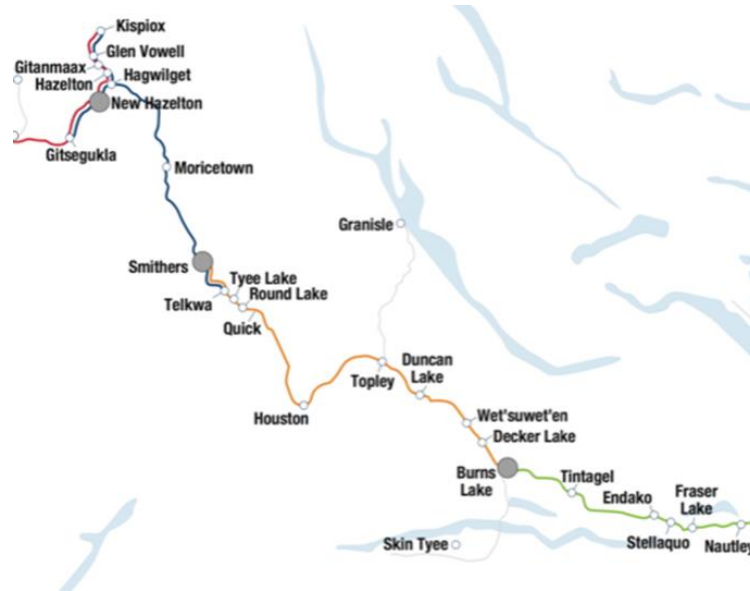 Kispiox
Glen Vowell
Gitanmaax
Hazelton
Hagwilget
New Hazelton
Gitsegukla
Moricetown
Granisle
Smithers
Tyee Lake
Telkwa
Round Lake
Quick
Topley
Duncan
Lake
Houston
Wet'suwet'en
Decker Lake
Burns
Lake
Tintagel
Endako
Fraser
Lake
Stellaquo
Nautley
Skin Tyee